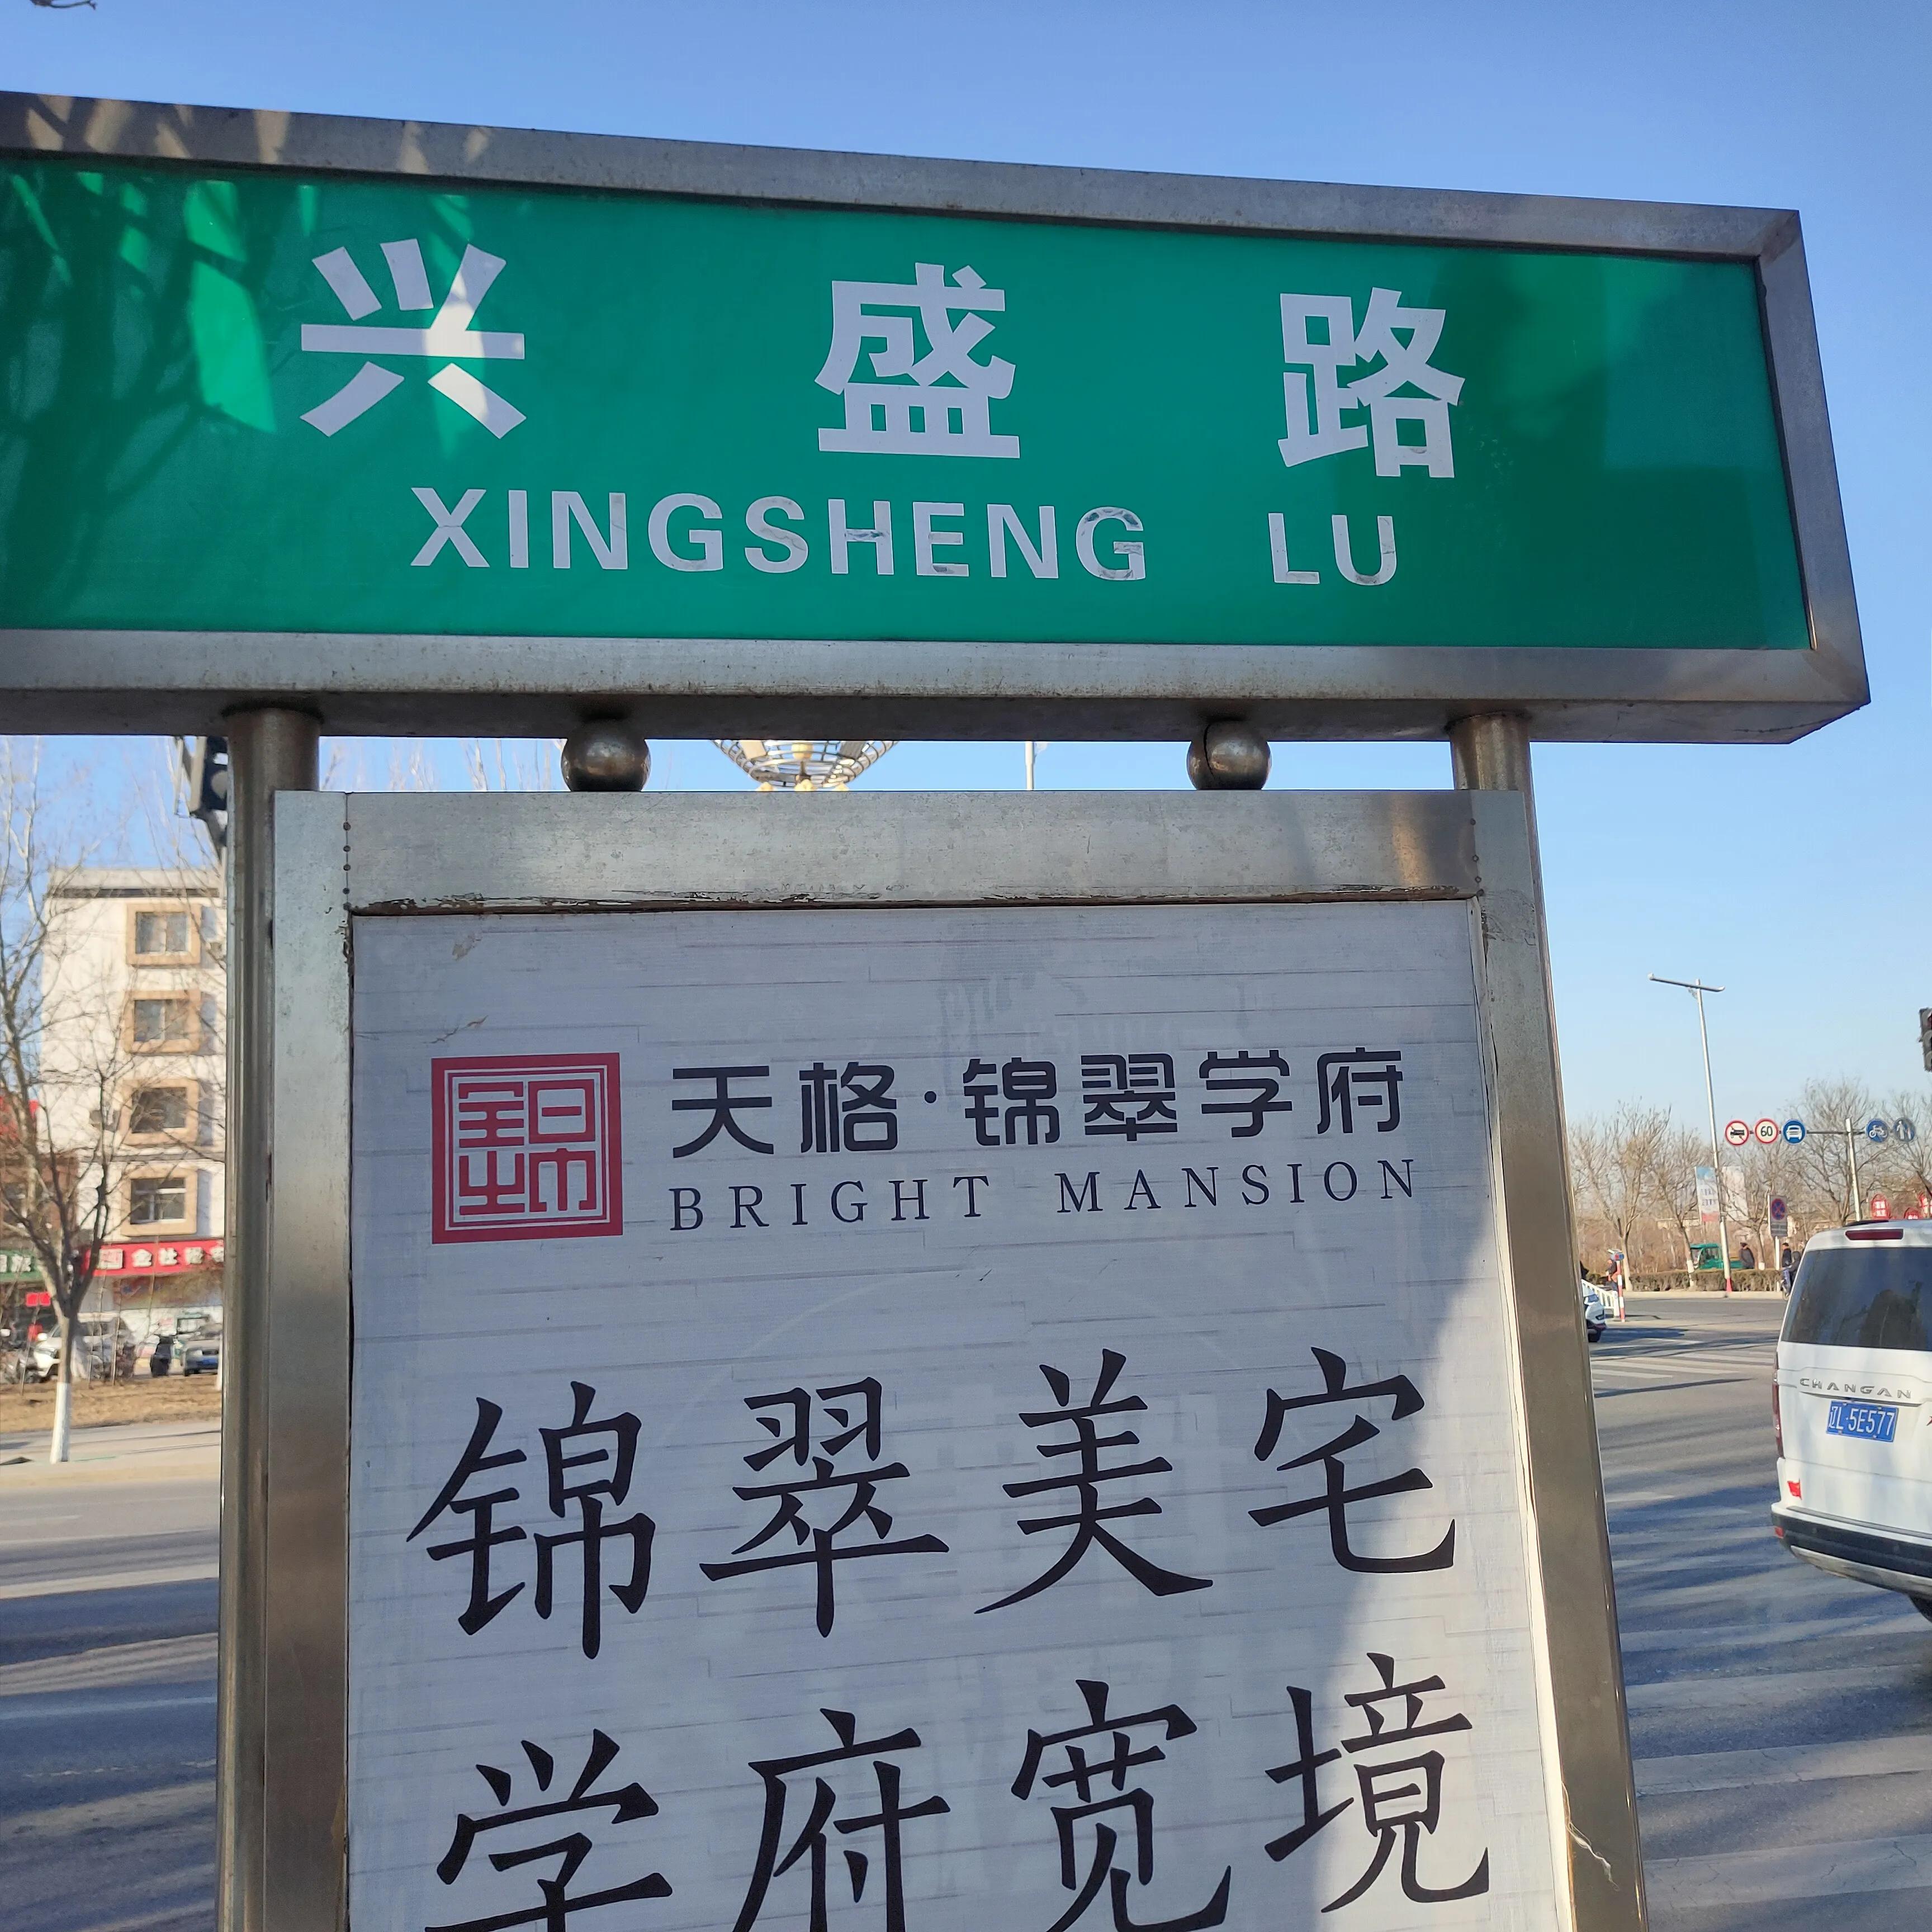 兴盛路
XINGSHENG LU
天格·锦翠学府
BRIGHT MANSION
锦翠美宅
学府宽境
60
CHANGAN
辽L·5E577